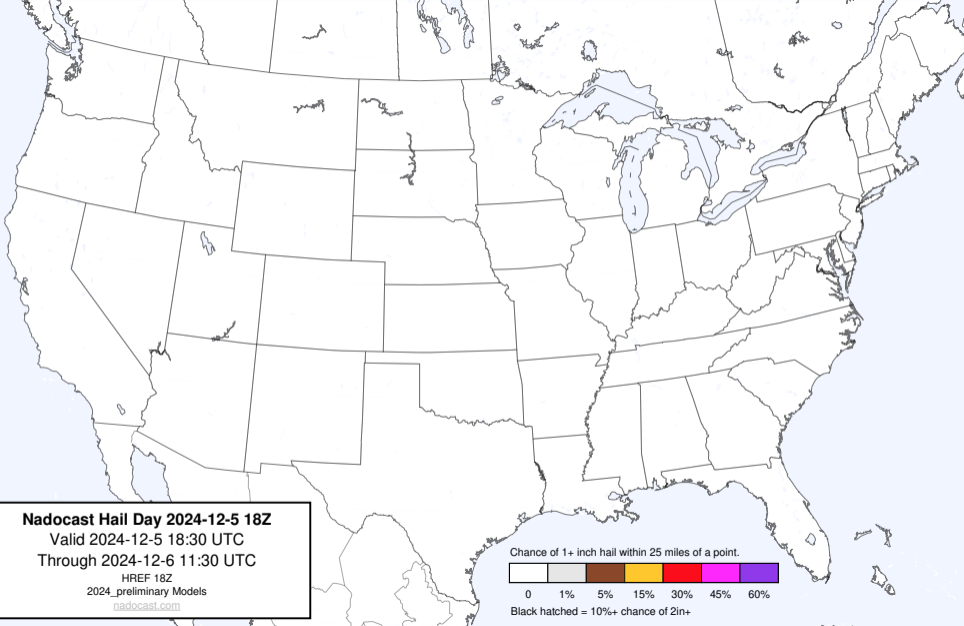 Nadocast Hail Day 2024-12-5 18Z
Valid 2024-12-5 18:30 UTC
Through 2024-12-6 11:30 UTC
HREF 18Z
2024_preliminary Models
nadocast.com
Chance of 1+ inch hail within 25 miles of a point.
0 1% 5% 15% 30% 45% 60%
Black hatched = 10%+ chance of 2in+